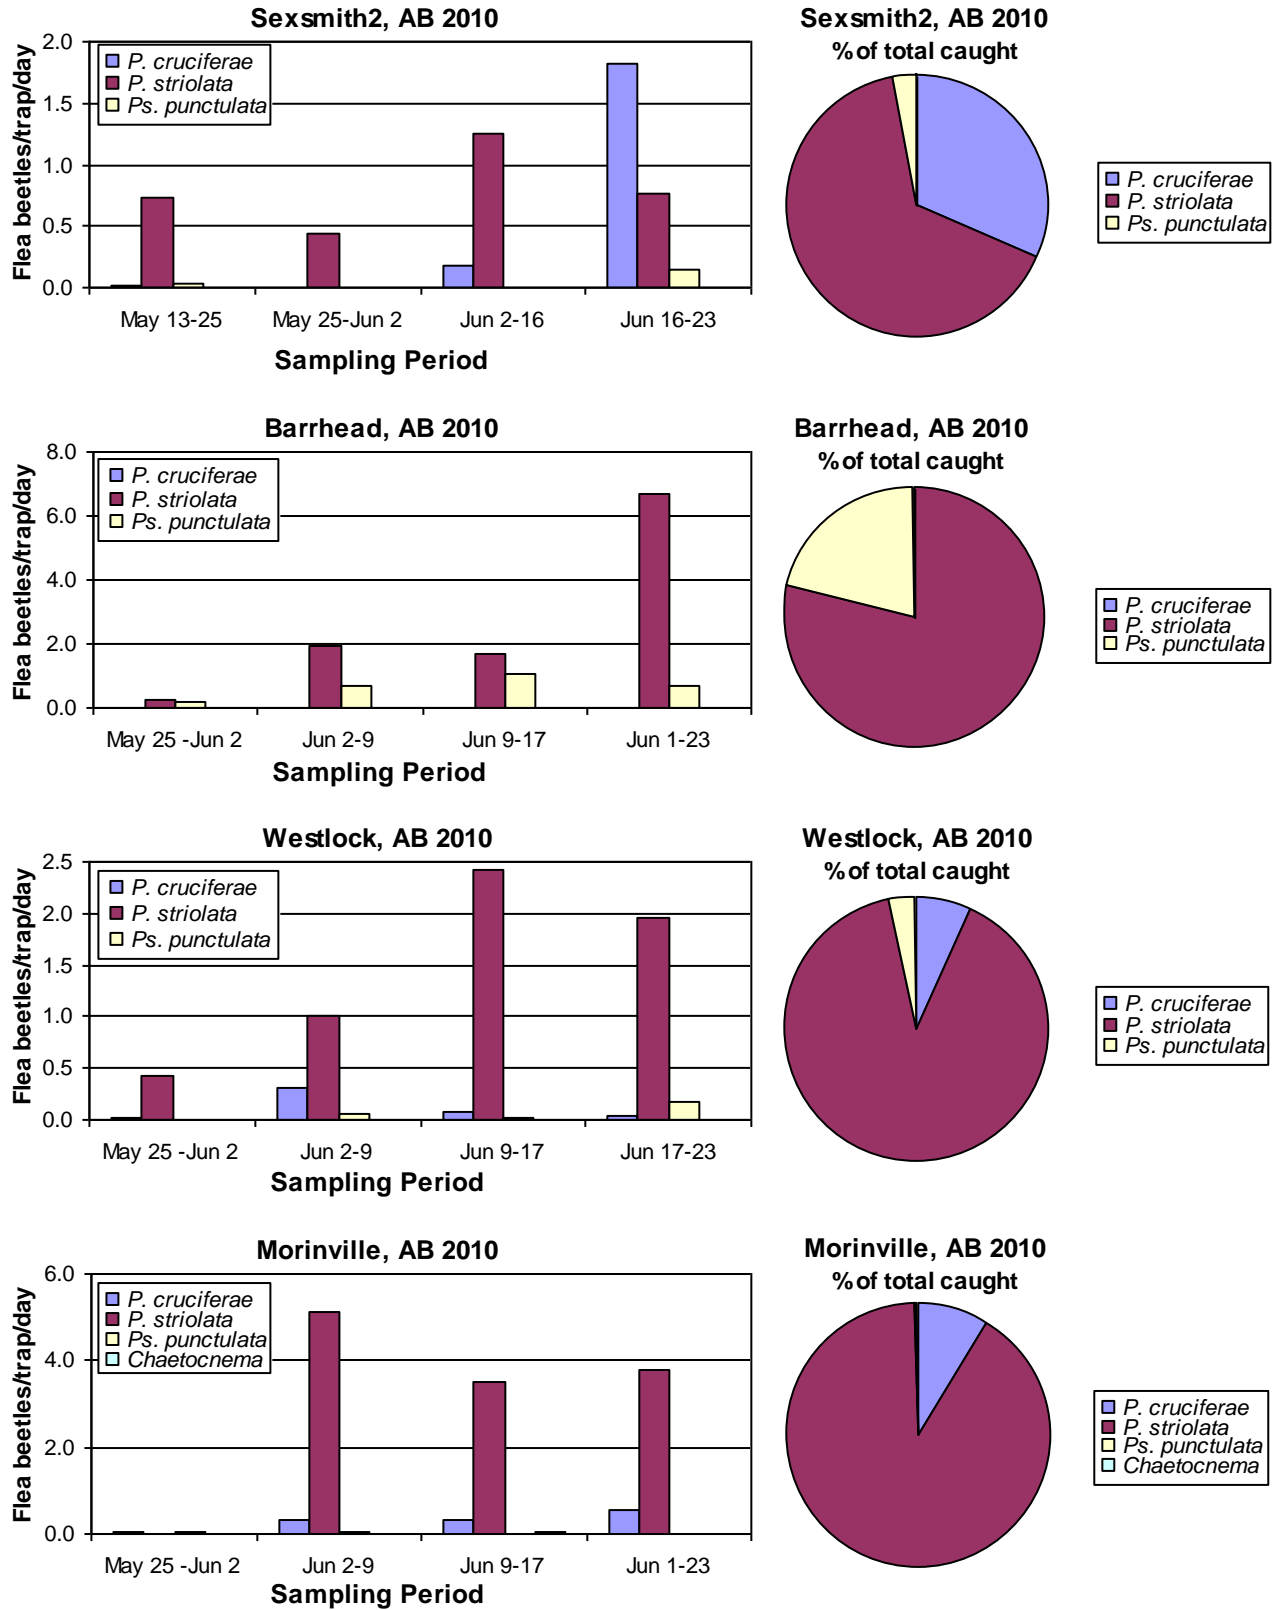 Sexsmith2, AB 2010
Flea beetles/trap/day
2.0
1.5
1.0
0.5
0.0
P. cruciferae
P. striolata
Ps. punctulata
May 13-25 May 25-Jun 2 Jun 2-16 Jun 16-23
Sampling Period
Sexsmith2, AB 2010
% of total caught
P. cruciferae
P. striolata
Ps. punctulata
Barrhead, AB 2010
Flea beetles/trap/day
8.0
6.0
4.0
2.0
0.0
P. cruciferae
P. striolata
Ps. punctulata
May 25 -Jun 2 Jun 2-9 Jun 9-17 Jun 1-23
Sampling Period
Barrhead, AB 2010
% of total caught
P. cruciferae
P. striolata
Ps. punctulata
Westlock, AB 2010
Flea beetles/trap/day
2.5
2.0
1.5
1.0
0.5
0.0
P. cruciferae
P. striolata
Ps. punctulata
May 25 -Jun 2 Jun 2-9 Jun 9-17 Jun 17-23
Sampling Period
Westlock, AB 2010
% of total caught
P. cruciferae
P. striolata
Ps. punctulata
Morinville, AB 2010
Flea beetles/trap/day
6.0
4.0
2.0
0.0
P. cruciferae
P. striolata
Ps. punctulata
Chaetocnema
May 25 -Jun 2 Jun 2-9 Jun 9-17 Jun 1-23
Sampling Period
Morinville, AB 2010
% of total caught
P. cruciferae
P. striolata
Ps. punctulata
Chaetocnema